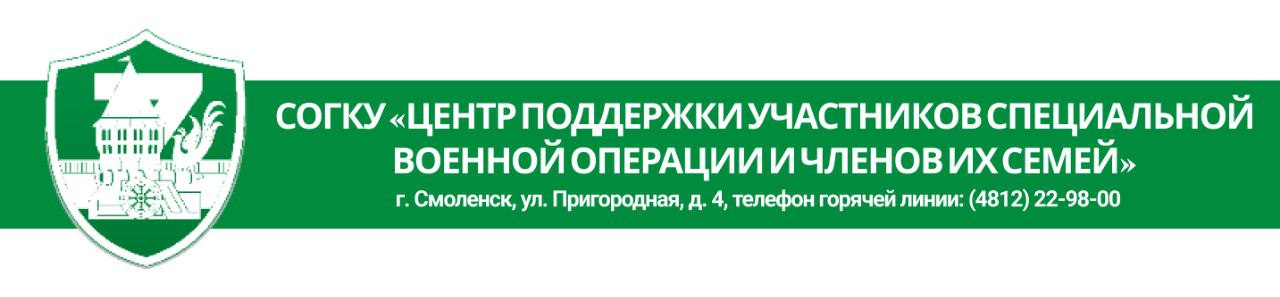 СОГКУ «ЦЕНТР ПОДДЕРЖКИ УЧАСТНИКОВ СПЕЦИАЛЬНОЙ
ВОЕННОЙ ОПЕРАЦИИ И ЧЛЕНОВ ИХ СЕМЕЙ»
г. Смоленск, ул. Пригородная, д. 4, телефон горячей линии: (4812) 22-98-00